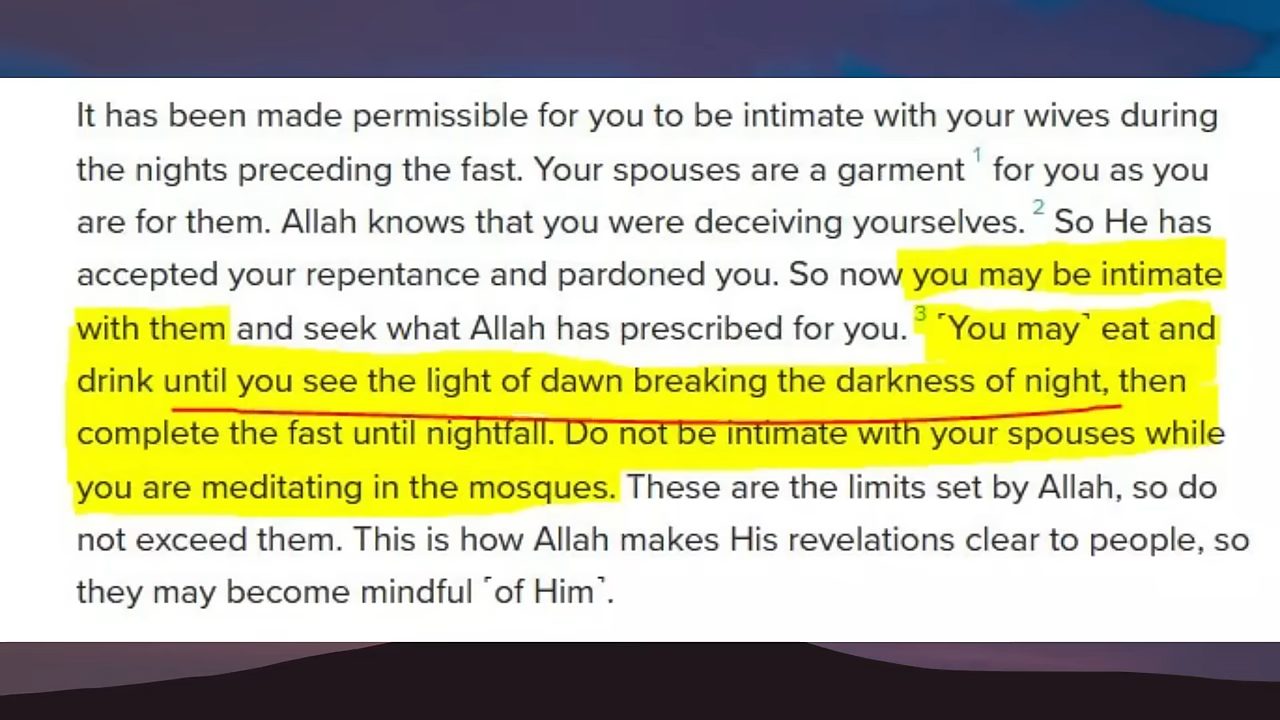 It has been made permissible for you to be intimate with your wives during
the nights preceding the fast. Your spouses are a garment 1 for you as you
are for them. Allah knows that you were deceiving yourselves. 2 So He has
accepted your repentance and pardoned you. So now you may be intimate
with them and seek what Allah has prescribed for you. 3 ˹You may˺ eat and
drink until you see the light of dawn breaking the darkness of night, then
complete the fast until nightfall. Do not be intimate with your spouses while
you are meditating in the mosques. These are the limits set by Allah, so do
not exceed them. This is how Allah makes His revelations clear to people, so
they may become mindful ˹of Him˺.